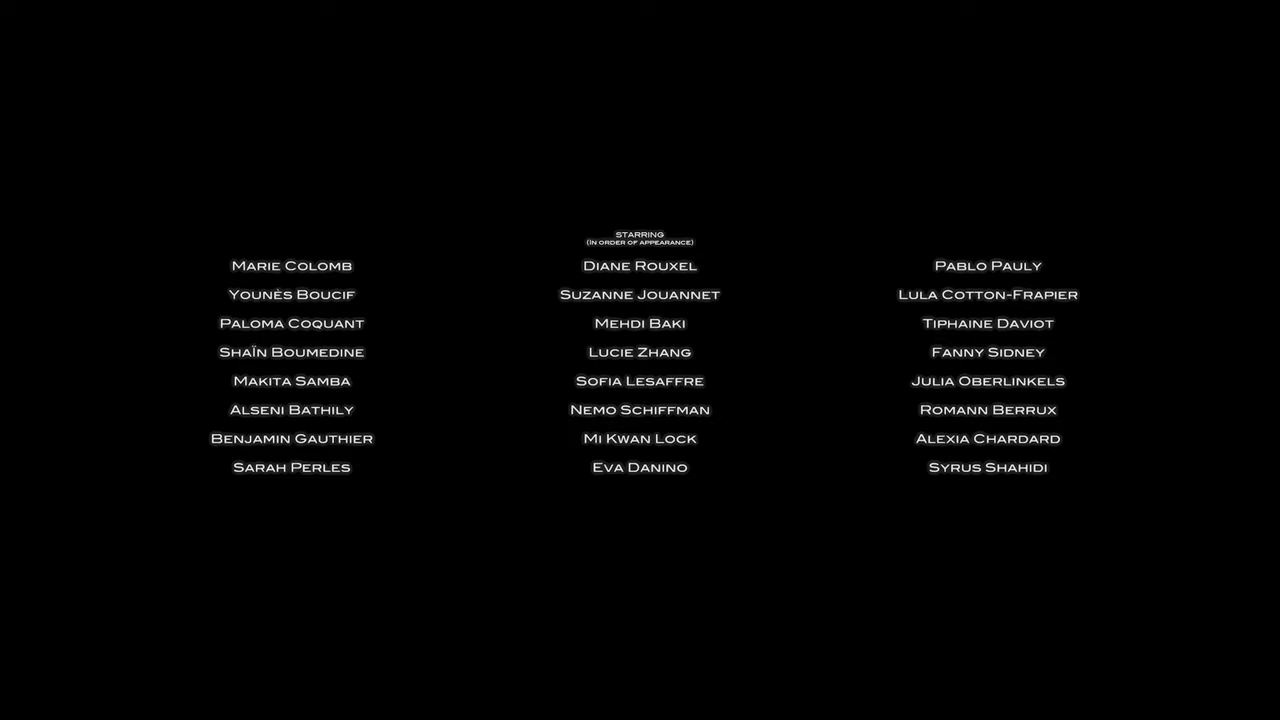 STARRING
(IN ORDER OF APPEARANCE)
MARIE COLOMB DIANE ROUXEL PABLO PAULY
YOUNÈS BOUCIF SUZANNE JOUANNET LULA COTTON-FRAPIER
PALOMA COQUANT MEHDI BAKI TIPHAINE DAVIOT
SHAÏN BOUMEDINE LUCIE ZHANG FANNY SIDNEY
MAKITA SAMBA SOFIA LESAFFRE JULIA OBERLINKELS
ALSENI BATHILY NEMO SCHIFFMAN ROMANN BERRUX
BENJAMIN GAUTHIER MI KWAN LOCK ALEXIA CHARDARD
SARAH PERLES EVA DANINO SYRUS SHAHIDI